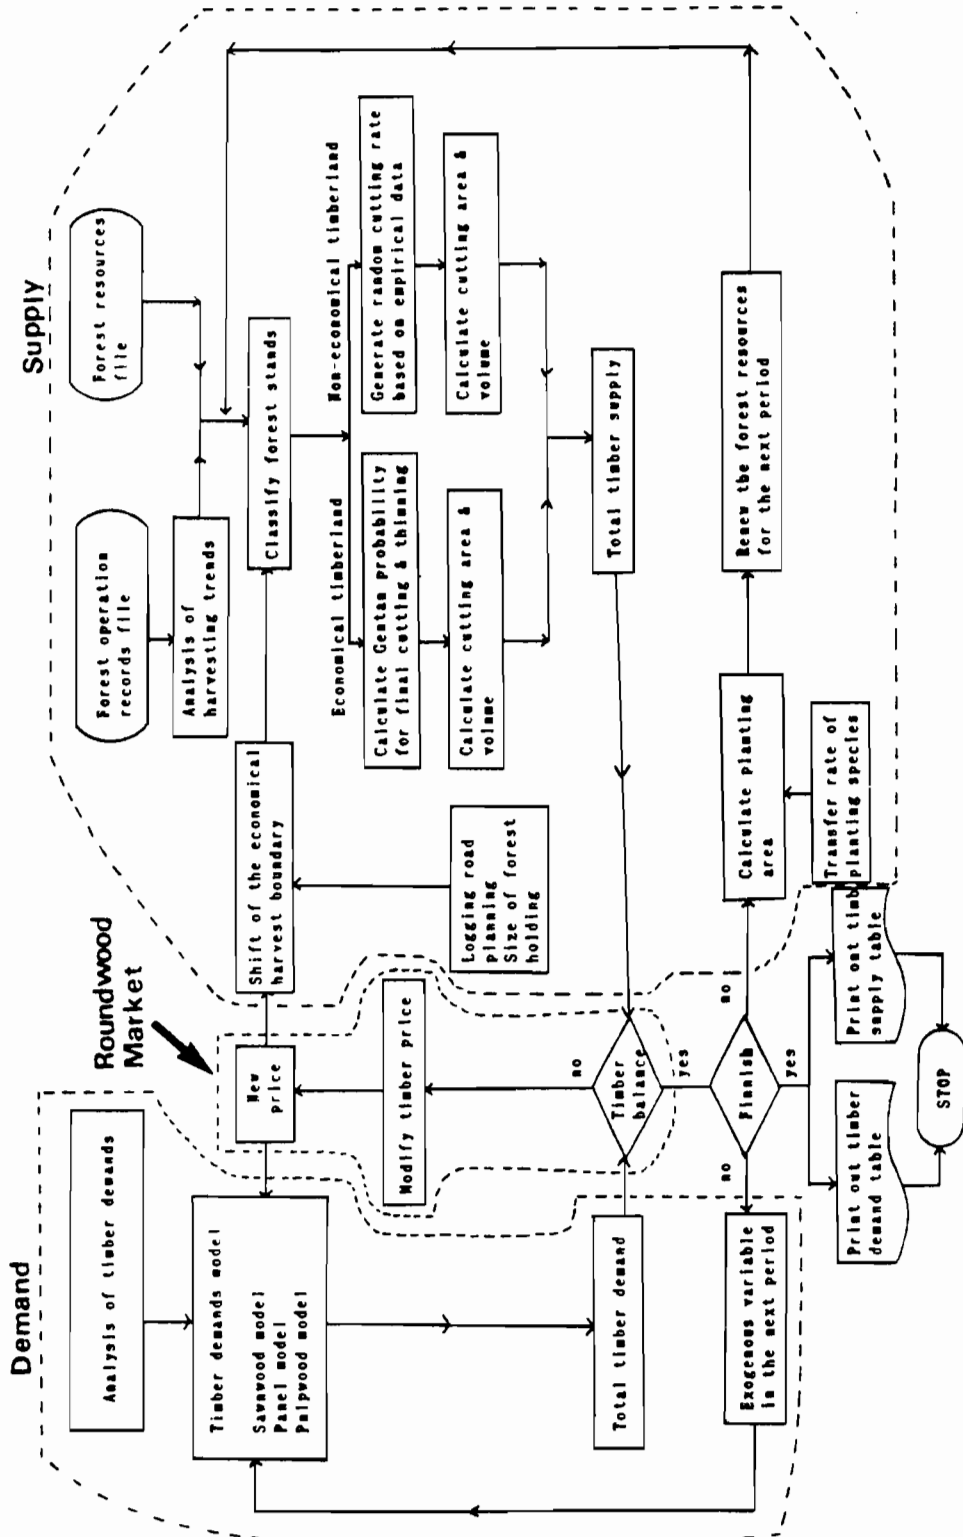 Demand
Analysis of timber demands
Timber demands model
Sawnwood model
Panel model
Pulpwood model
Total timber demand
Exogenous variable
in the next period
Roundwood
Market
New
price
Modify timber price
Timber
balance
no
yes
Finish
no
no
yes
Print out timber
demand table
Print out timb
supply table
STOP
Supply
Forest operation
records file
Forest resources
file
Analysis of
harvesting trends
Shift of the economical
harvest boundary
Classify forest stands
Logging road
planning
Size of forest
holding
Economical timberland
Non-economical timberland
Calculate Gentan probability
for final cutting & thinning
Generate random cutting rate
based on empirical data
Calculate cutting area &
volume
Calculate cutting area &
volume
Total timber supply
Calculate planting
area
Transfer rate of
planting species
Renew the forest resources
for the next period